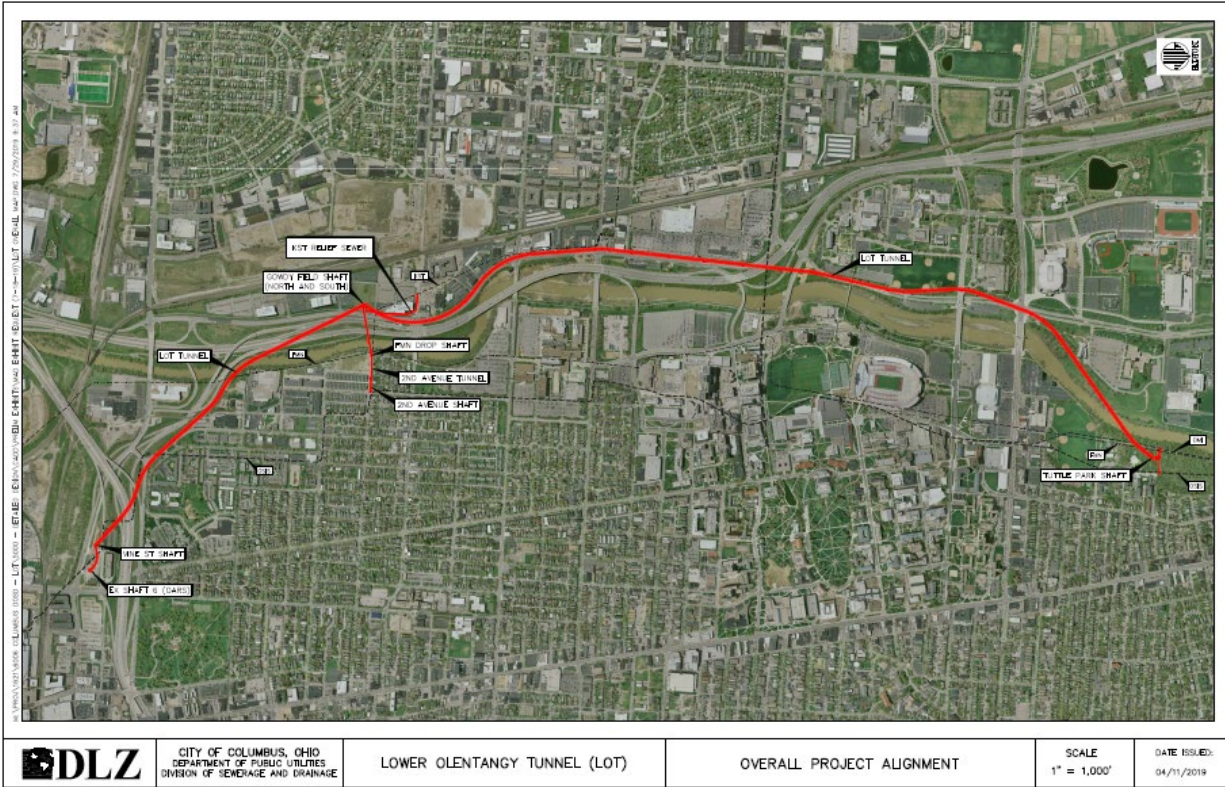 KST RELIEF SEWER
GOWDY FIELD SHAFT
(NORTH AND SOUTH)
LOT TUNNEL
LOT TUNNEL
2ND AVENUE TUNNEL
2ND AVENUE SHAFT
DROP SHAFT
OSIS
TUTTLE PARK SHAFT
OSIS
VINE ST SHAFT
EX SHAFT 6 (OARS)
DLZ
CITY OF COLUMBUS, OHIO
DEPARTMENT OF PUBLIC UTILITIES
DIVISION OF SEWERAGE AND DRAINAGE
LOWER OLENTANGY TUNNEL (LOT)
OVERALL PROJECT ALIGNMENT
SCALE
1" = 1,000'
DATE ISSUED:
04/11/2019